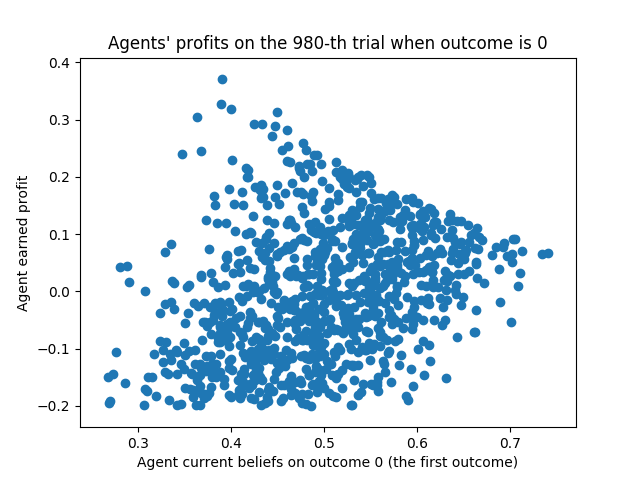 Agents' profits on the 980-th trial when outcome is 0
0.4
0.3
0.2
0.1
0.0
−0.1
−0.2
Agent earned profit
0.3 0.4 0.5 0.6 0.7
Agent current beliefs on outcome 0 (the first outcome)